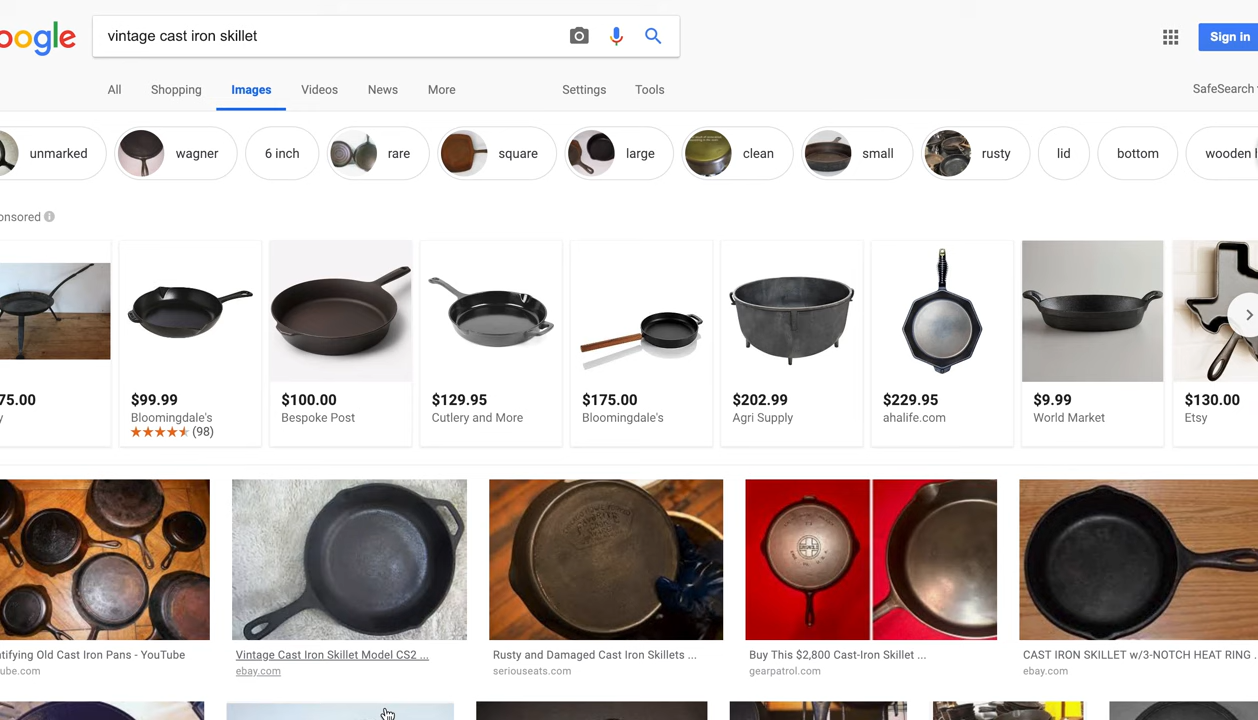 oogle
vintage cast iron skillet
Sign in
All Shopping Images Videos News More Settings Tools
SafeSearch
unmarked wagner 6 inch rare square large clean small rusty lid bottom wooden
onsored
75.00 $99.99 $100.00 $129.95 $175.00 $202.99 $229.95 $9.99 $130.00
y Bloomingdale's Bespoke Post Cutlery and More Bloomingdale's Agri Supply ahalife.com World Market Etsy
(98)
GRISWOLD
ntifying Old Cast Iron Pans - YouTube Vintage Cast Iron Skillet Model CS2 ... Rusty and Damaged Cast Iron Skillets ... Buy This $2,800 Cast-Iron Skillet ... CAST IRON SKILLET w/3-NOTCH HEAT RING .
ube.com ebay.com seriouseats.com gearpatrol.com ebay.com